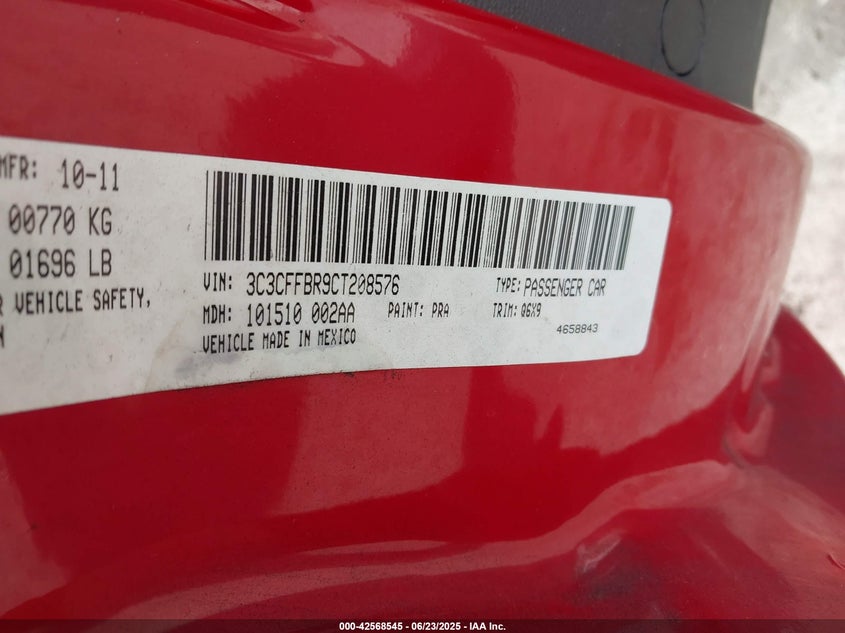 MFR: 10-11
00770 KG
01696 LB
VEHICLE SAFETY,
VIN: 3C3CFFBR9CT208576 TYPE: PASSENGER CAR
MDH: 101510 002AA PAINT: PRA TRIM: Q6X9
VEHICLE MADE IN MEXICO 4658843
000-42568545 | 06/23/2025 - IAA Inc.